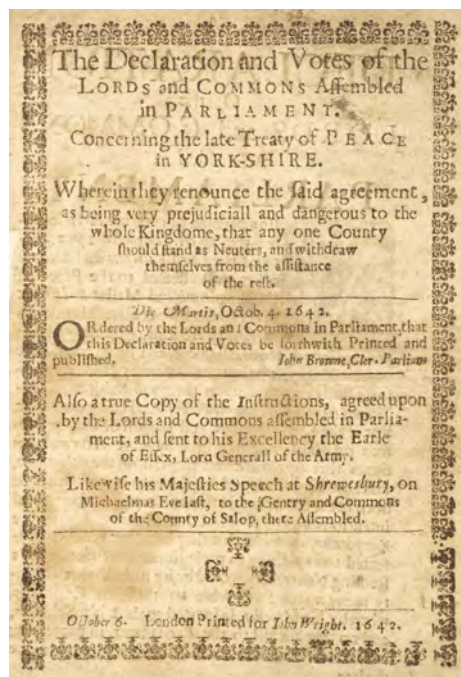 The Declaration and Votes of the
LORDS and COMMONS Aſſembled
in PARLIAMENT.
Concerning the late Treaty of PEACE
in YORK-SHIRE.
Wherein they renounce the ſaid agreement,
as being very prejudiciall and dangerous to the
whole Kingdome, that any one County
ſhould ſtand as Neuters, and withdraw
themſelves from the aſſiſtance
of the reſt.
Die Martis, Octob. 4. 1642.
ORdered by the Lords and Commons in Parliament, that
this Declaration and Votes be forthwith Printed and
publiſhed. John Browne, Cler. Parliam
Alſo a true Copy of the Inſtructions, agreed upon
by the Lords and Commons aſſembled in Parlia-
ment, and ſent to his Excellency the Earle
of Eſſex, Lord Generall of the Army.
Likewiſe his Majeſties Speech at Shrewesbury, on
Michaelmas Eve laſt, to the Gentry and Commons
of the County of Salop, there Aſſembled.
October 6. London Printed for Iohn Wright. 1642.